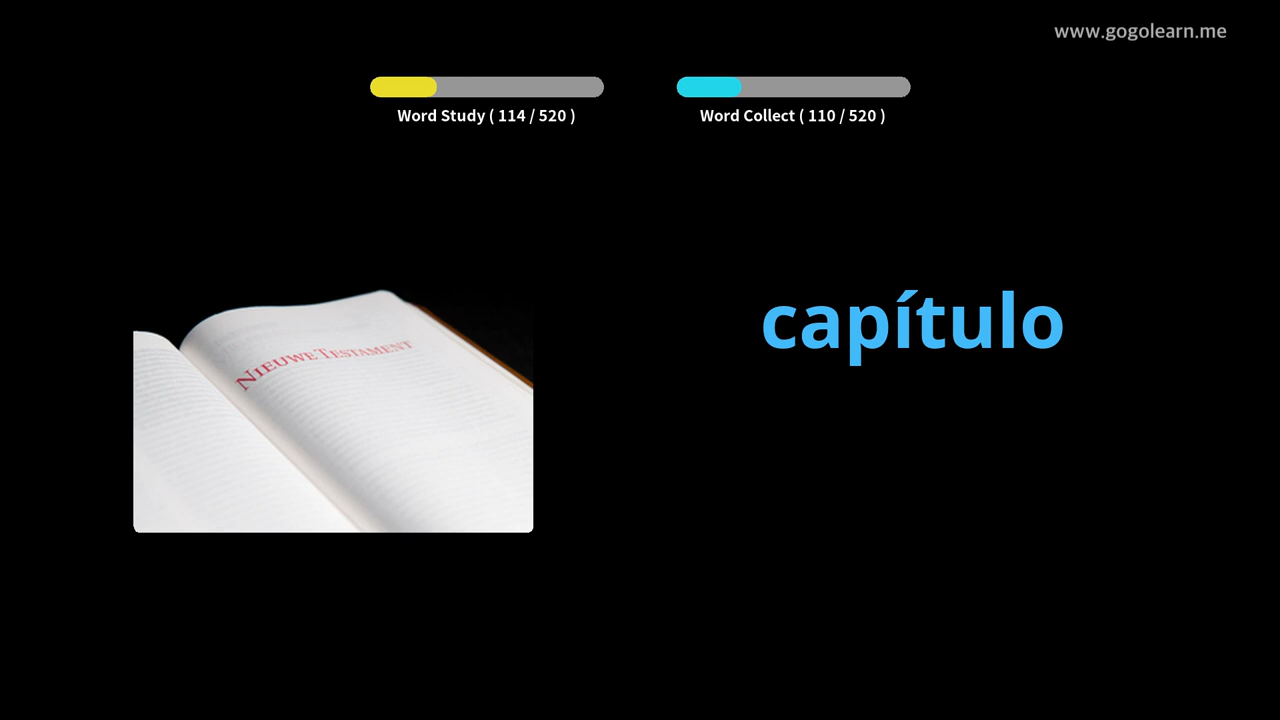 www.gogolearn.me
Word Study ( 114 / 520 )
Word Collect ( 110 / 520 )
capítulo
NIEUWE TESTAMENT